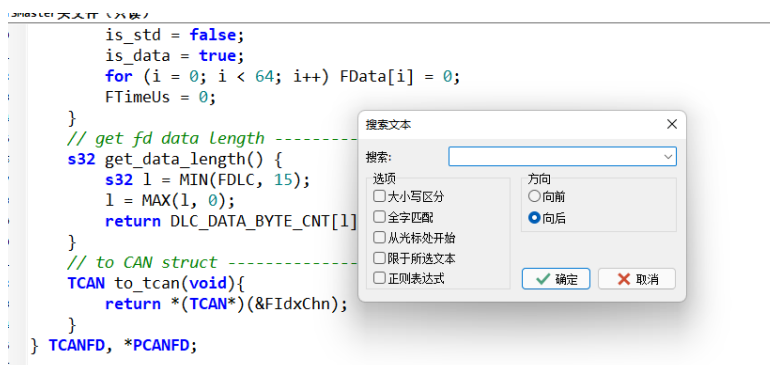 is_std = false;
is_data = true;
for (i = 0; i < 64; i++) FData[i] = 0;
FTimeUs = 0;
}
// get fd data length ---------
s32 get_data_length() {
s32 l = MIN(FDLC, 15);
l = MAX(l, 0);
return DLC_DATA_BYTE_CNT[l]
}
// to CAN struct --------------
TCAN to_tcan(void){
return *(TCAN*)(&FIdxChn);
}
} TCANFD, *PCANFD;
搜索文本
搜索:
选项
大小写区分
全字匹配
从光标处开始
限于所选文本
正则表达式
方向
向前
向后
确定
取消